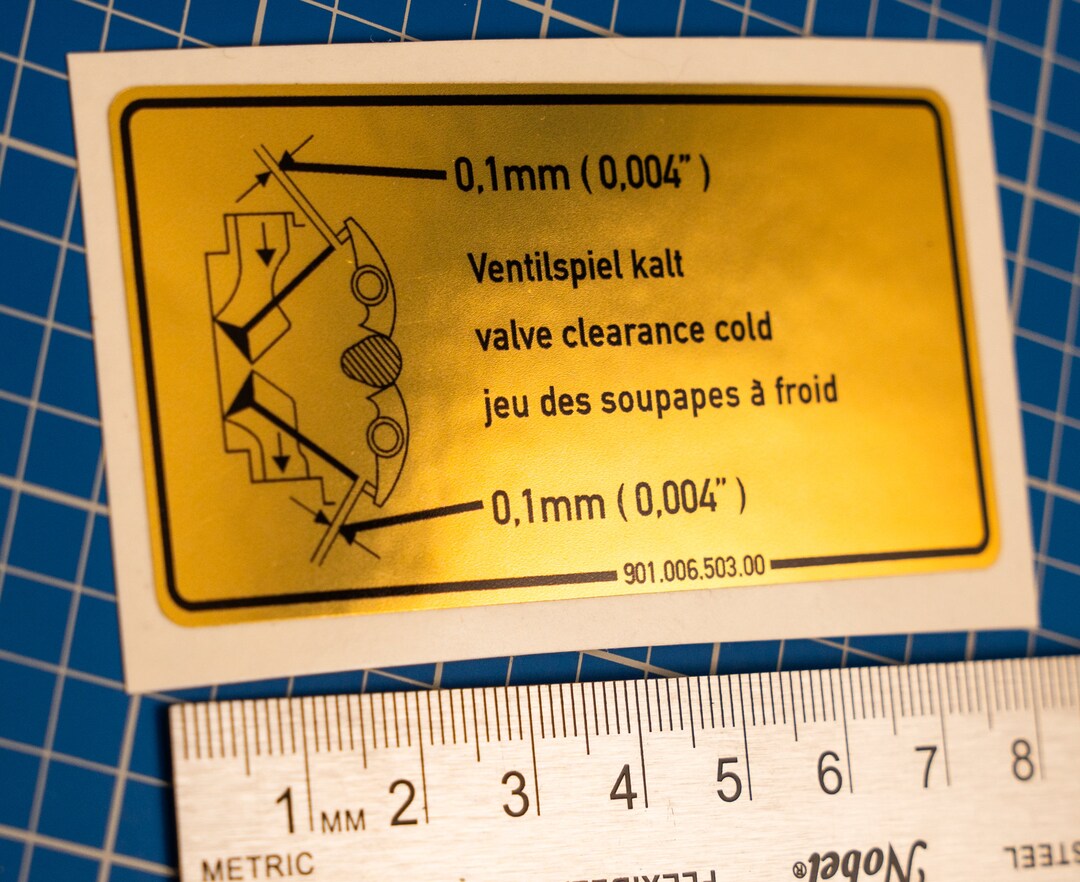 0,1mm ( 0,004” )
Ventilspiel kalt
valve clearance cold
jeu des soupapes à froid
0,1mm ( 0,004” )
901.006.503.00
1 MM 2 3 4 5 6 7 8
METRIC
Nobel®